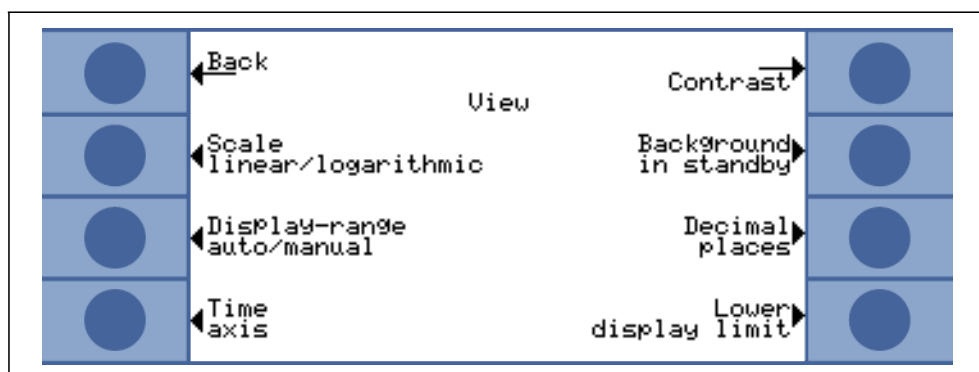 Back
Contrast
View
Scale
linear/logarithmic
Background
in standby
Display-range
auto/manual
Decimal
places
Time
axis
Lower
display limit